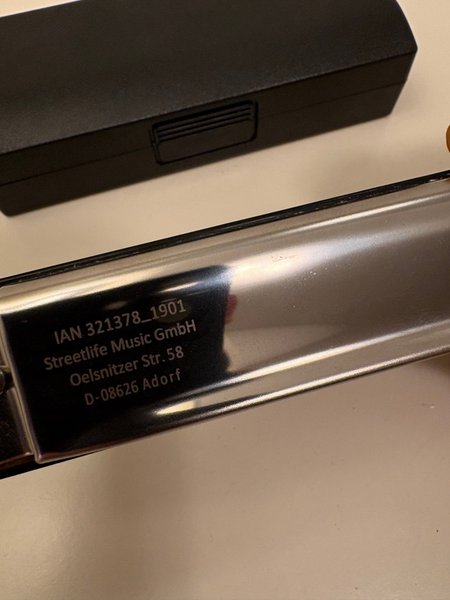 IAN 321378_1901
Streetlife Music GmbH
Oelsnitzer Str. 58
D-08626 Adorf